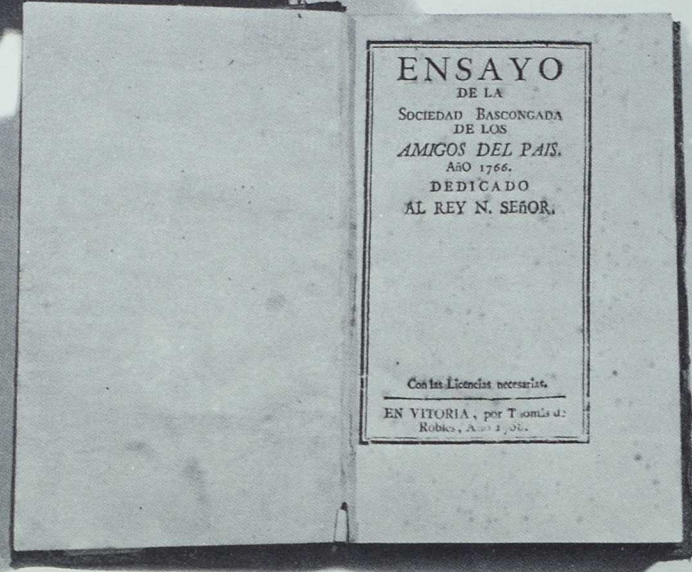 ENSAYO
DE LA
SOCIEDAD BASCONGADA
DE LOS
AMIGOS DEL PAIS.
AñO 1766.
DEDICADO
AL REY N. SEñOR.
Con las Licencias necesarias.
EN VITORIA, por Thomás de
Robles, Año